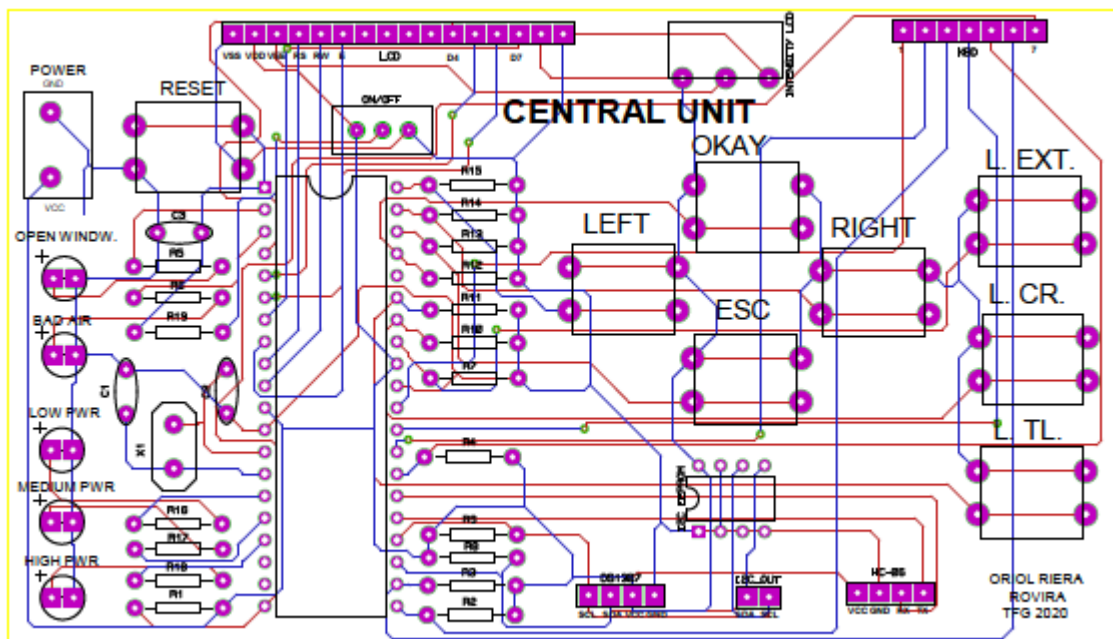 VSS VDD VEE RS RW E D4 D7
LCD
INTENSITY LCD
1 7
KBD
POWER
GND
VCC
RESET
ON/OFF
CENTRAL UNIT
OKAY
L. EXT.
LEFT
RIGHT
ESC
L. CR.
L. TL.
OPEN WINDW.
BAD AIR
LOW PWR
MEDIUM PWR
HIGH PWR
C3
R5
R19
C1
X1
R16
R17
R18
R1
R15
R14
R13
R12
R11
R10
R7
R4
R3
R2
DS1307
SCL SDA VCC GND
I2C_OUT
SDA SCL
HC-05
VCC GND RX TX
ORIOL RIERA
ROVIRA
TFG 2020